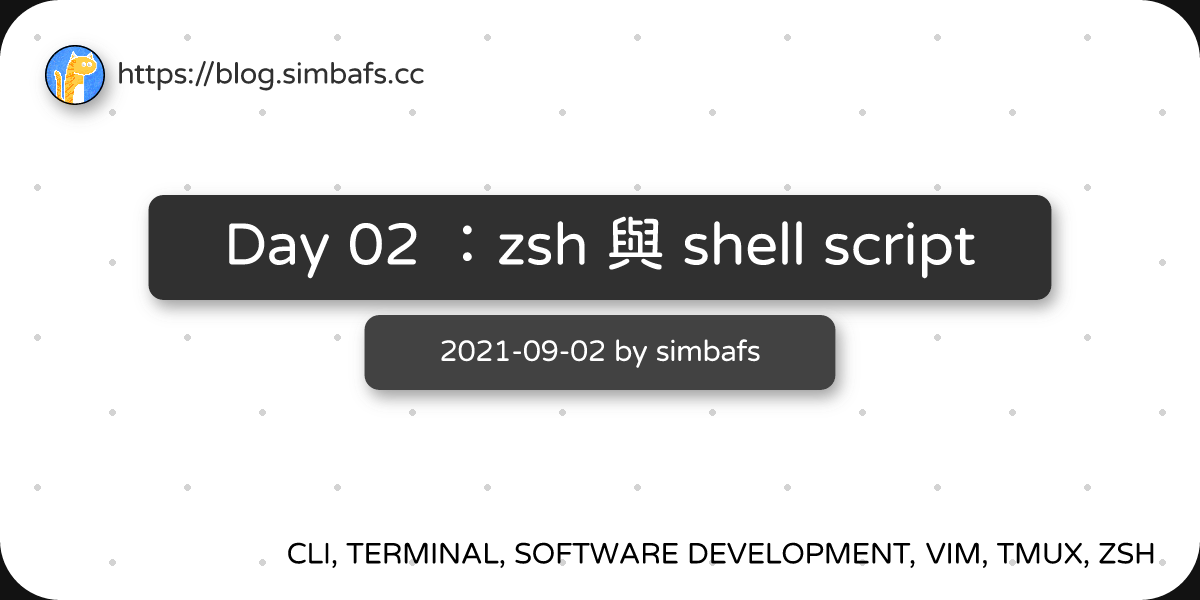 https://blog.simbafs.cc
Day 02 ：zsh 與 shell script
2021-09-02 by simbafs
CLI, TERMINAL, SOFTWARE DEVELOPMENT, VIM, TMUX, ZSH